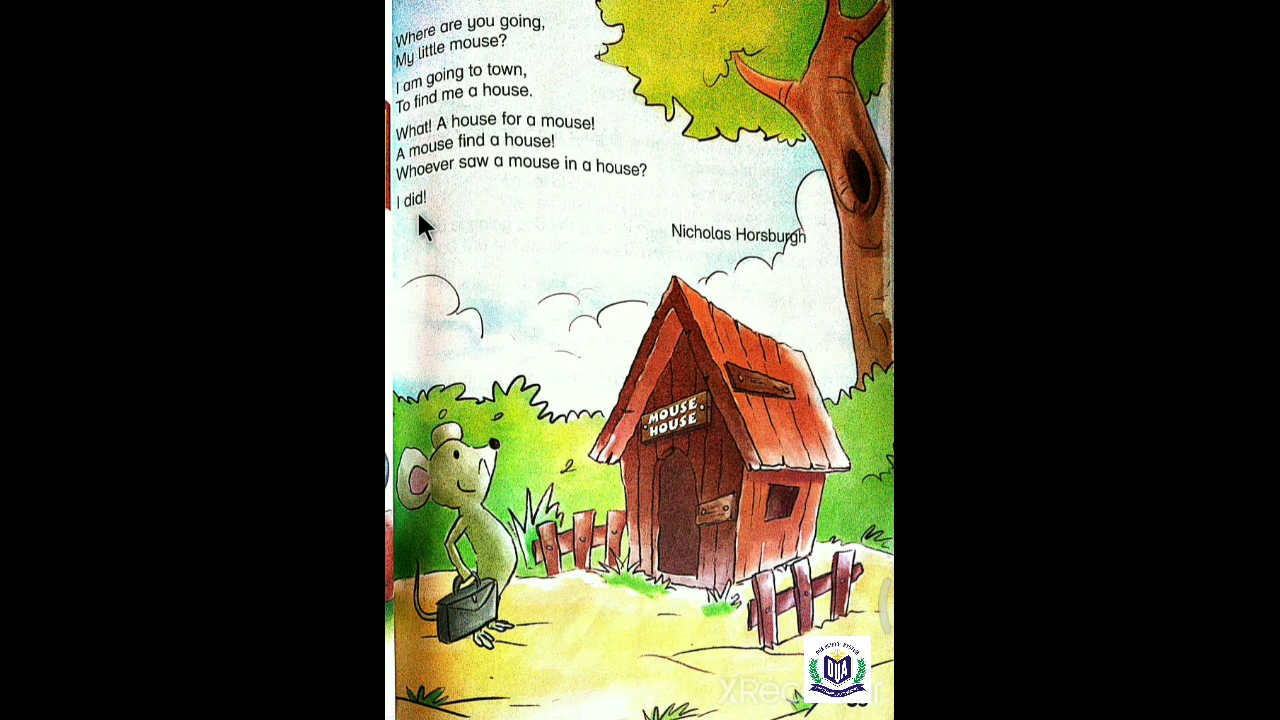 Where are you going,
My little mouse?
I am going to town,
To find me a house.
What! A house for a mouse!
A mouse find a house!
Whoever saw a mouse in a house?
I did!
Nicholas Horsburgh
MOUSE
HOUSE
DHA